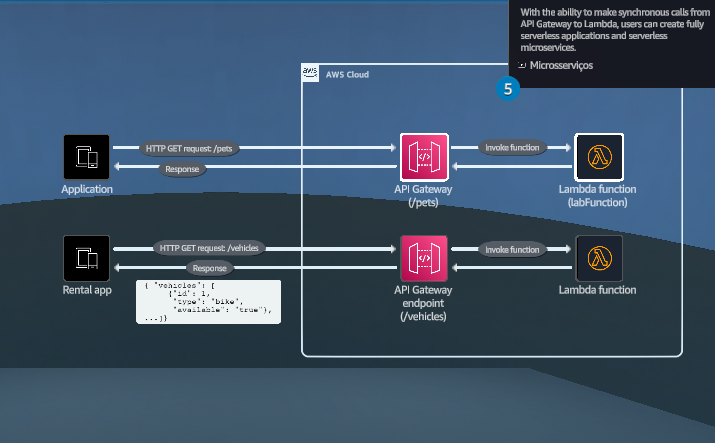 With the ability to make synchronous calls from
API Gateway to Lambda, users can create fully
serverless applications and serverless
microservices.
Microsserviços
5
aws
AWS Cloud
HTTP GET request: /pets
Invoke function
Response
Application
API Gateway
(/pets)
Lambda function
(labFunction)
HTTP GET request: /vehicles
Invoke function
Response
Rental app
API Gateway
endpoint
(/vehicles)
Lambda function
{ "vehicles": [
{"id": 1,
"type": "bike",
"available": "true"},
...]}